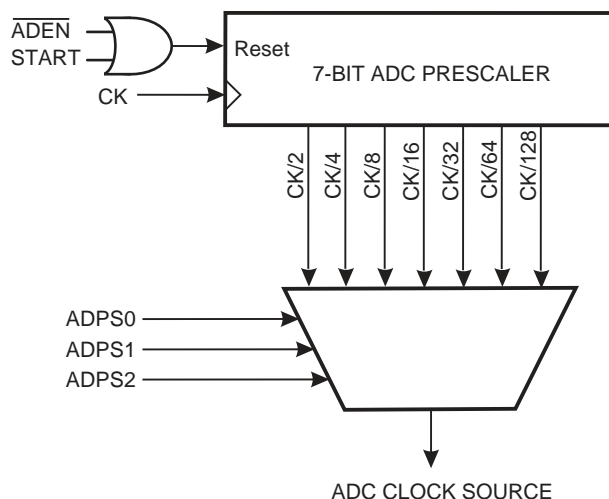 ADEN
START
Reset
7-BIT ADC PRESCALER
CK
CK/2
CK/4
CK/8
CK/16
CK/32
CK/64
CK/128
ADPS0
ADPS1
ADPS2
ADC CLOCK SOURCE